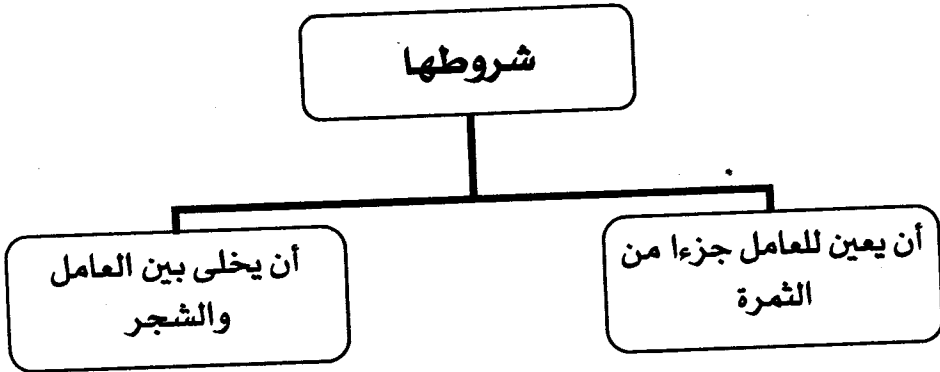 شروطها
أن يعين للعامل جزءا من
الثمرة
أن يخلى بين العامل
والشجر